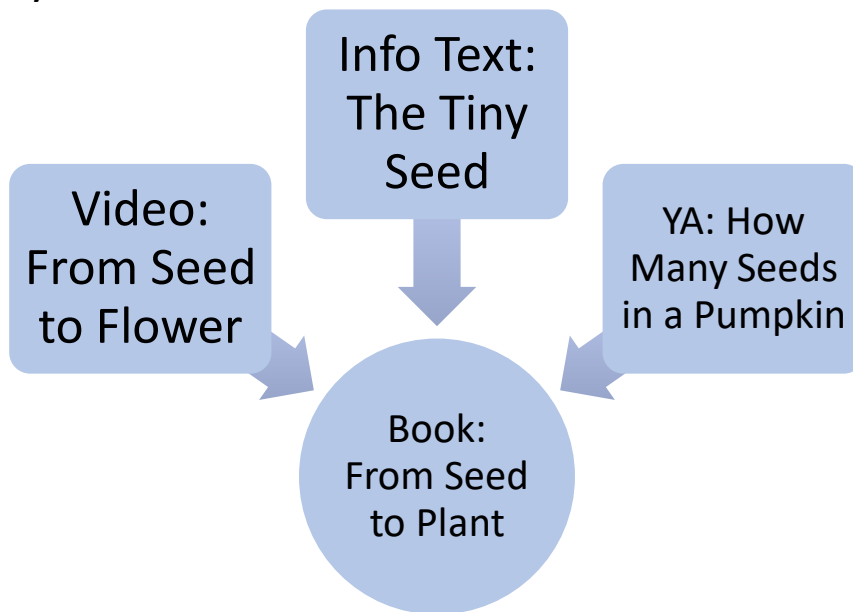 Info Text:
The Tiny
Seed
Video:
From Seed
to Flower
YA: How
Many Seeds
in a Pumpkin
Book:
From Seed
to Plant